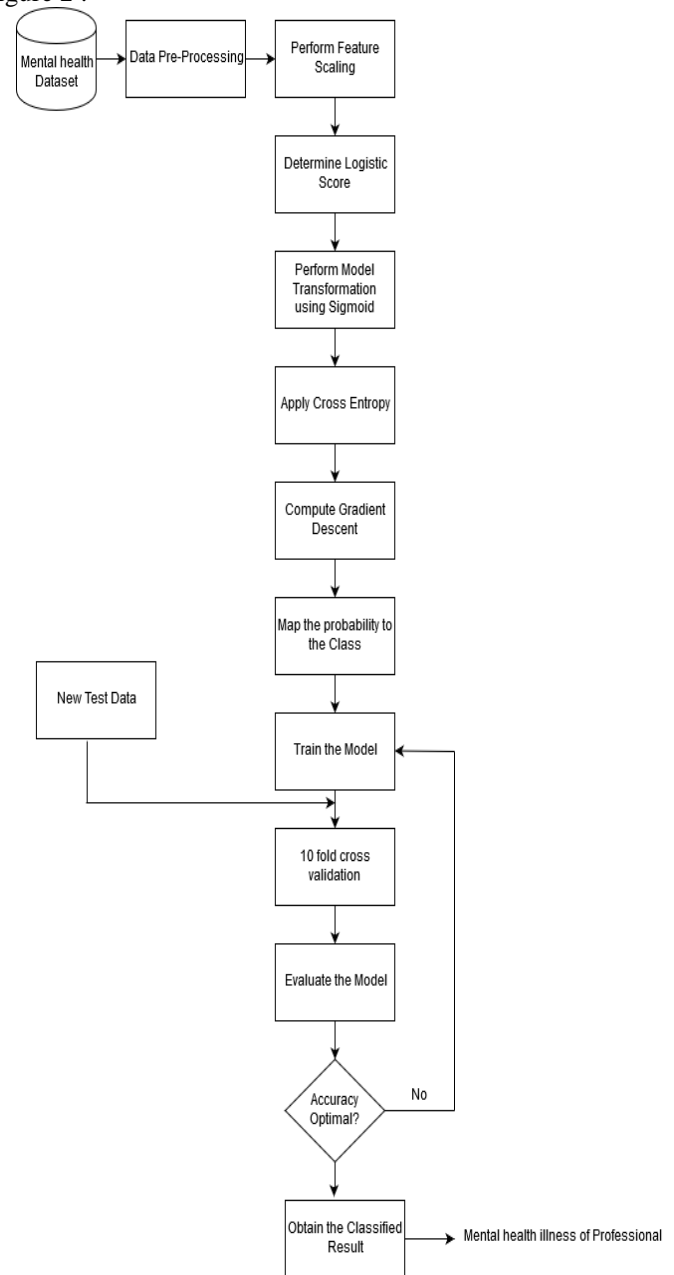 Mental health
Dataset
Data Pre-Processing
Perform Feature
Scaling
Determine Logistic
Score
Perform Model
Transformation
using Sigmoid
Apply Cross Entropy
Compute Gradient
Descent
Map the probability to
the Class
New Test Data
Train the Model
10 fold cross
validation
Evaluate the Model
Accuracy
Optimal?
No
Obtain the Classified
Result
Mental health illness of Professional